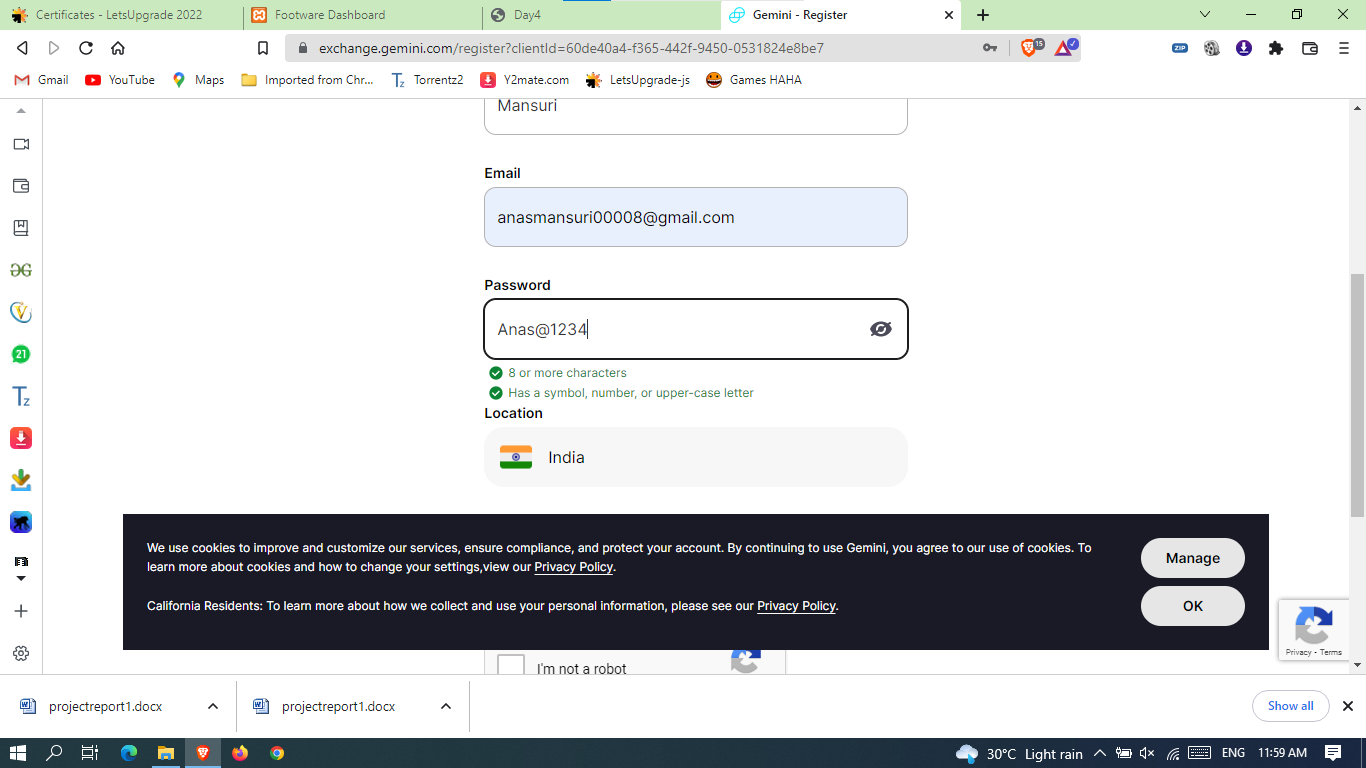 Certificates - LetsUpgrade 2022
Footware Dashboard
Day4
Gemini - Register
exchange.gemini.com/register?clientId=60de40a4-f365-442f-9450-0531824e8be7
ZIP
15
Gmail
YouTube
Maps
Imported from Chr...
Tz Torrentz2
Y2mate.com
LetsUpgrade-js
Games HAHA
21
Tz
Mansuri
Email
anasmansuri00008@gmail.com
Password
Anas@1234
8 or more characters
Has a symbol, number, or upper-case letter
Location
India
We use cookies to improve and customize our services, ensure compliance, and protect your account. By continuing to use Gemini, you agree to our use of cookies. To
learn more about cookies and how to change your settings,view our Privacy Policy.
California Residents: To learn more about how we collect and use your personal information, please see our Privacy Policy.
Manage
OK
Privacy - Terms
I'm not a robot
projectreport1.docx
projectreport1.docx
Show all
30°C Light rain
ENG
11:59 AM